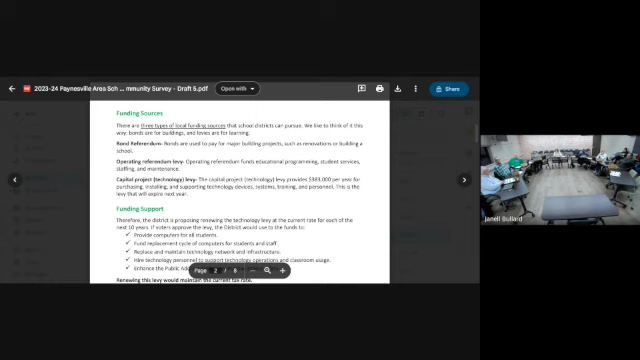 2023-24 Paynesville Area Sch ... mmunity Survey - Draft 5.pdf
Open with
Share
Funding Sources
There are three types of local funding sources that school districts can pursue. We like to think of it this
way: bonds are for buildings, and levies are for learning.
Bond Referendum- Bonds are used to pay for major building projects, such as renovations or building a
school.
Operating referendum levy- Operating referendum funds educational programming, student services,
staffing, and maintenance.
Capital project (technology) levy: The capital project (technology) levy provides $383,000 per year for
purchasing, installing, and supporting technology devices, systems, training, and personnel. This is the
levy that will expire next year.
Funding Support
Therefore, the district is proposing renewing the technology levy at the current rate for each of the
next 10 years. If voters approve the levy, the District would use the funds to:
✓ Provide computers for all students.
✓ Fund replacement cycle of computers for students and staff.
✓ Replace and maintain technology network and infrastructure.
✓ Hire technology personnel to support technology operations and classroom usage.
✓ Enhance the Public
Page 2 / 6
Renewing this levy would maintain the current tax rate.
Janell Bullard